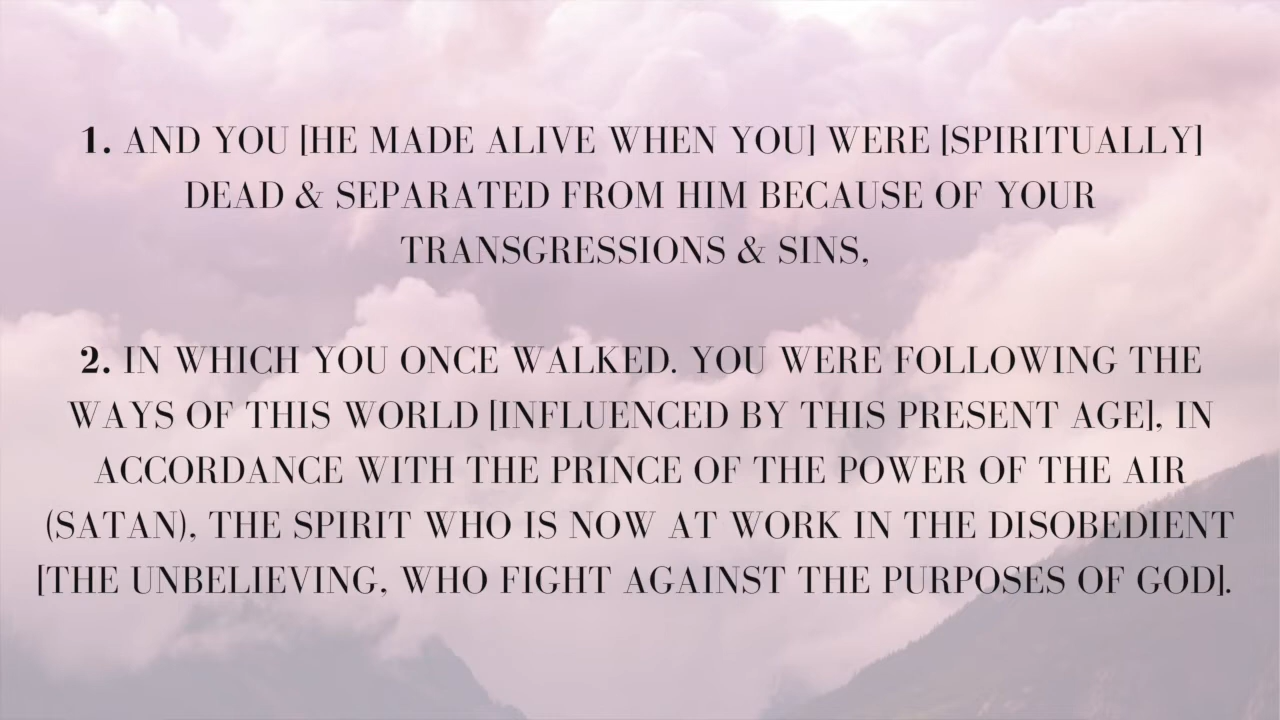 1. AND YOU [HE MADE ALIVE WHEN YOU] WERE [SPIRITUALLY]
DEAD & SEPARATED FROM HIM BECAUSE OF YOUR
TRANSGRESSIONS & SINS,
2. IN WHICH YOU ONCE WALKED. YOU WERE FOLLOWING THE
WAYS OF THIS WORLD [INFLUENCED BY THIS PRESENT AGE], IN
ACCORDANCE WITH THE PRINCE OF THE POWER OF THE AIR
(SATAN), THE SPIRIT WHO IS NOW AT WORK IN THE DISOBEDIENT
[THE UNBELIEVING, WHO FIGHT AGAINST THE PURPOSES OF GOD].